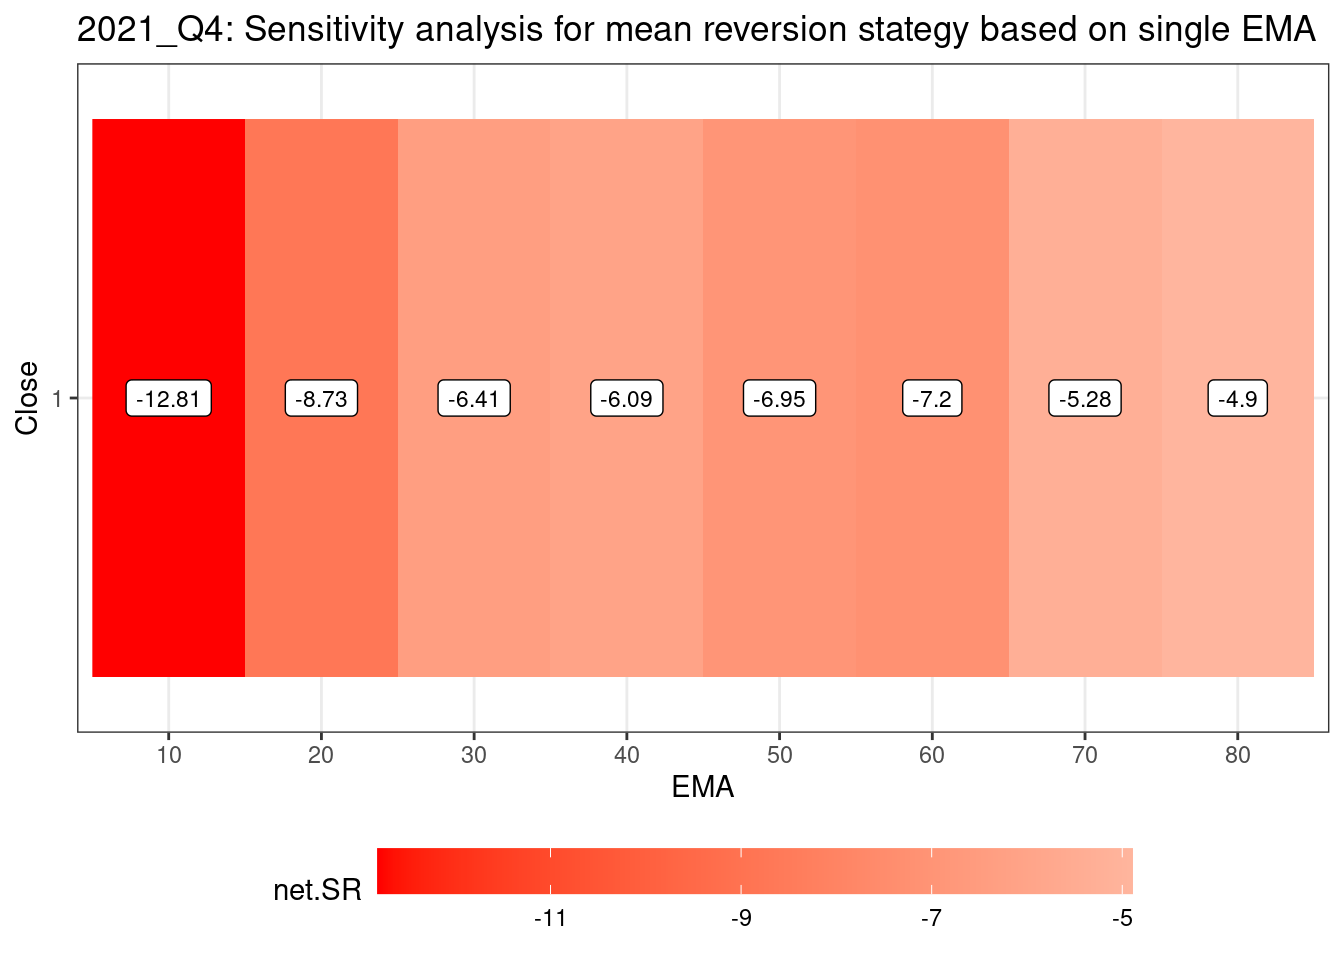 2021_Q4: Sensitivity analysis for mean reversion stategy based on single EMA
Close
1
-12.81 -8.73 -6.41 -6.09 -6.95 -7.2 -5.28 -4.9
10 20 30 40 50 60 70 80
EMA
net.SR
-11 -9 -7 -5